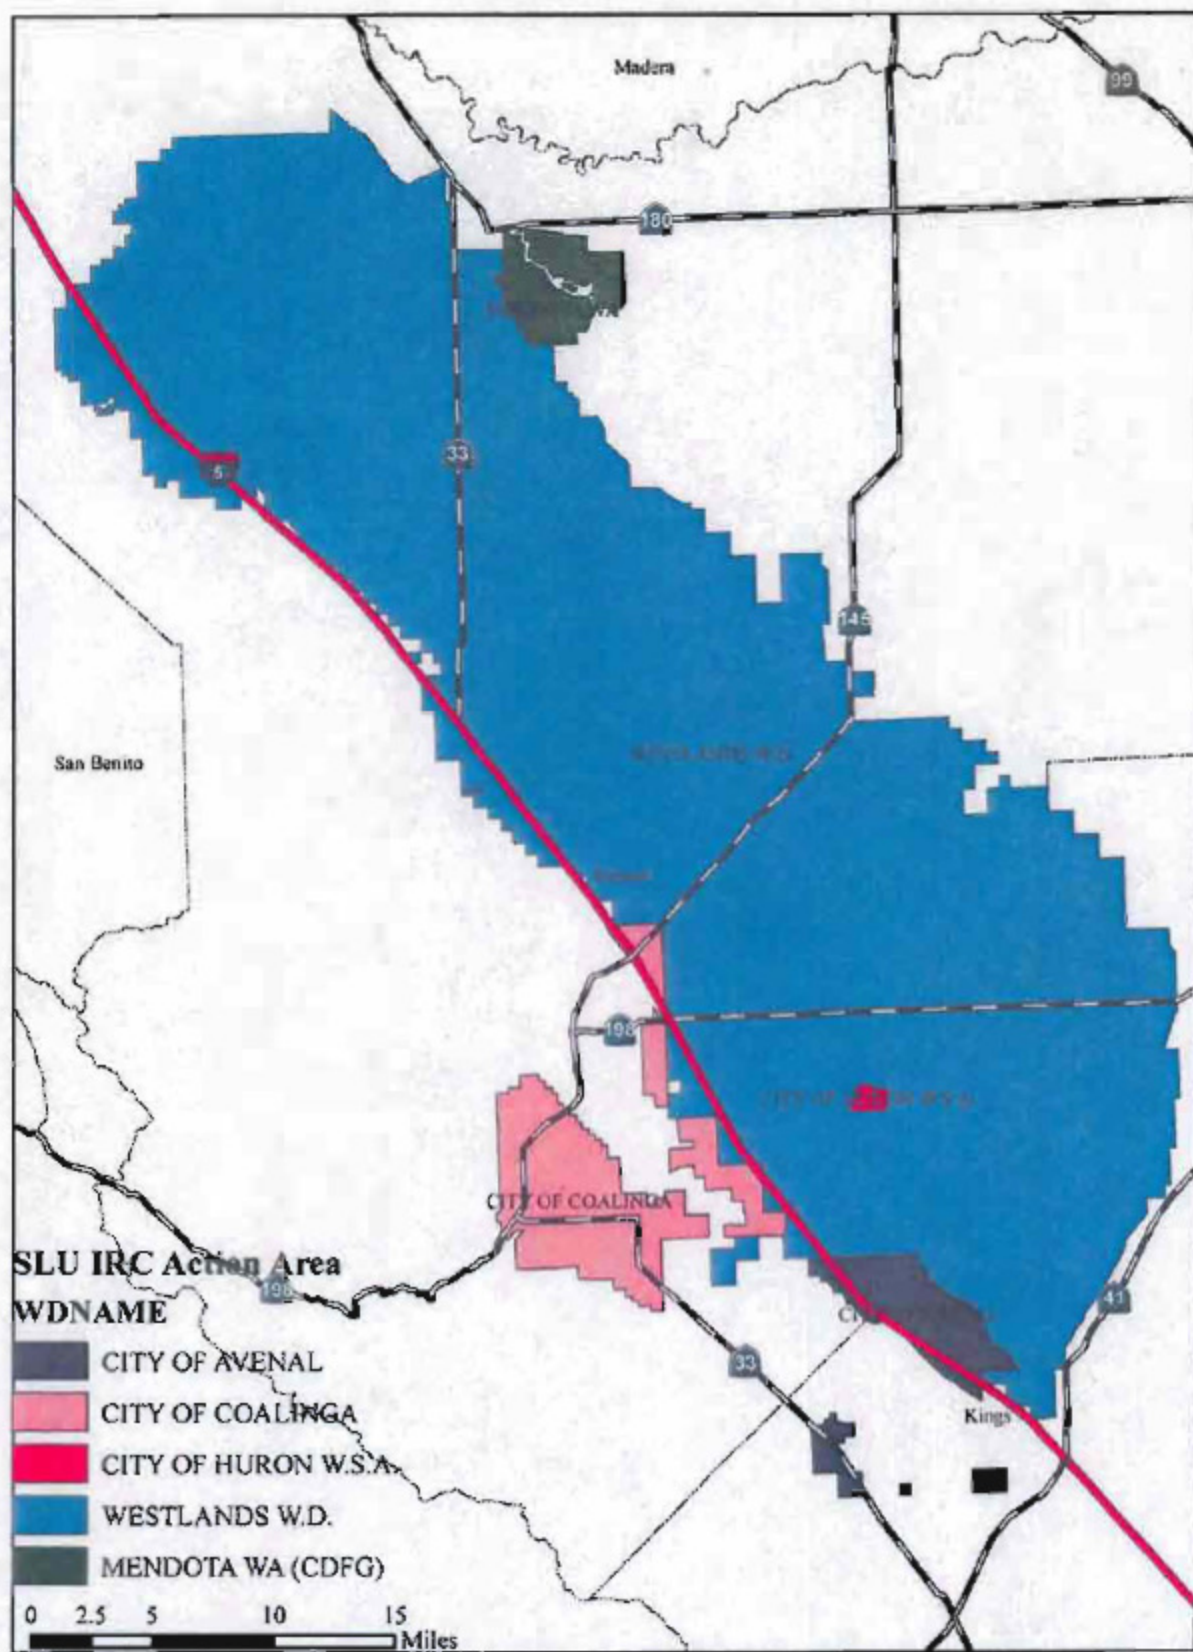 Madera
99
180
33
5
145
WESTLANDS W.D.
San Benito
198
CITY OF COALINGA
41
33
Kings
198
SLU IRC Action Area
WDNAME
CITY OF AVENAL
CITY OF COALINGA
CITY OF HURON W.S.A.
WESTLANDS W.D.
MENDOTA WA (CDFG)
0 2.5 5 10 15
Miles